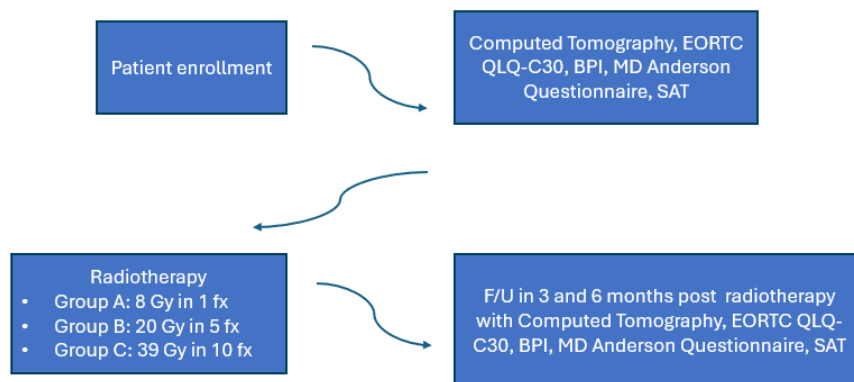 Patient enrollment
Computed Tomography, EORTC
QLQ-C30, BPI, MD Anderson
Questionnaire, SAT
Radiotherapy
• Group A: 8 Gy in 1 fx
• Group B: 20 Gy in 5 fx
• Group C: 39 Gy in 10 fx
F/U in 3 and 6 months post radiotherapy
with Computed Tomography, EORTC QLQ-
C30, BPI, MD Anderson Questionnaire, SAT